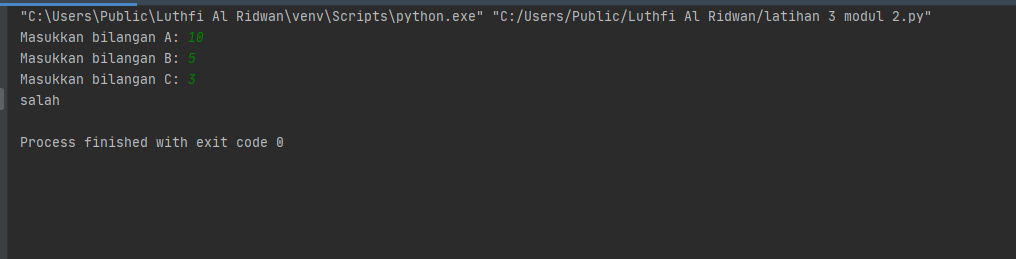 "C:\Users\Public\Luthfi Al Ridwan\venv\Scripts\python.exe" "C:/Users/Public/Luthfi Al Ridwan/latihan 3 modul 2.py"
Masukkan bilangan A: 10
Masukkan bilangan B: 5
Masukkan bilangan C: 3
salah
Process finished with exit code 0